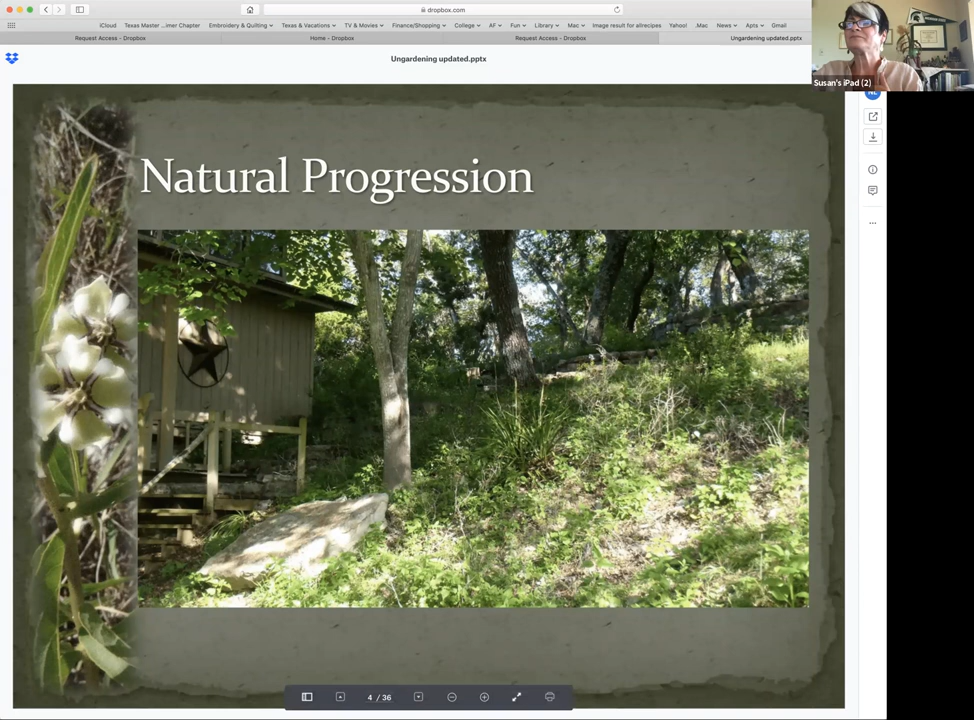 dropbox.com
iCloud Texas Master ...imer Chapter Embroidery & Quilting Texas & Vacations TV & Movies Finance/Shopping College AF Fun Library Mac Image result for allrecipes Yahoo! .Mac News Apts Gmail
Request Access - Dropbox Home - Dropbox Request Access - Dropbox Ungardening updated.pptx
Ungardening updated.pptx
Susan's iPad (2)
Natural Progression
4 / 36